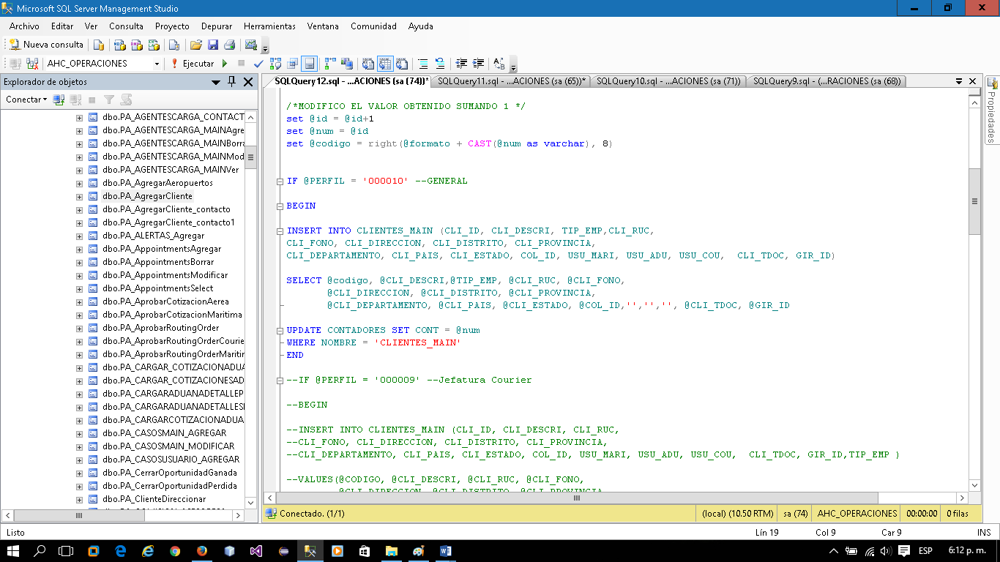 Microsoft SQL Server Management Studio
Archivo Editar Ver Consulta Proyecto Depurar Herramientas Ventana Comunidad Ayuda
Nueva consulta
AHC_OPERACIONES Ejecutar
Explorador de objetos
Conectar
dbo.PA_AGENTESCARGA_CONTACT
dbo.PA_AGENTESCARGA_MAINAgre
dbo.PA_AGENTESCARGA_MAINBorra
dbo.PA_AGENTESCARGA_MAINMod
dbo.PA_AGENTESCARGA_MAINVer
dbo.PA_AgregarAeropuertos
dbo.PA_AgregarCliente
dbo.PA_AgregarCliente_contacto
dbo.PA_AgregarCliente_contacto1
dbo.PA_ALERTAS_Agregar
dbo.PA_AppointmentsAgregar
dbo.PA_AppointmentsBorrar
dbo.PA_AppointmentsModificar
dbo.PA_AppointmentsSelect
dbo.PA_AprobarCotizacionAerea
dbo.PA_AprobarCotizacionMaritima
dbo.PA_AprobarRoutingOrder
dbo.PA_AprobarRoutingOrderCourie
dbo.PA_AprobarRoutingOrderMaritin
dbo.PA_CARGAR_COTIZACIONADUA
dbo.PA_CARGAR_COTIZACIONESAD
dbo.PA_CARGARADUANADETALLEP
dbo.PA_CARGARADUANADETALLES
dbo.PA_CARGARCOTIZACIONADUA
dbo.PA_CASOSMAIN_AGREGAR
dbo.PA_CASOSMAIN_MODIFICAR
dbo.PA_CASOSUSUARIO_AGREGAR
dbo.PA_CerrarOportunidadGanada
dbo.PA_CerrarOportunidadPerdida
dbo.PA_ClienteDireccionar
SQLQuery12.sql - ...ACIONES (sa (74))* SQLQuery11.sql - ...ACIONES (sa (65))* SQLQuery10.sql - ...ACIONES (sa (71)) SQLQuery9.sql - (...RACIONES (sa (68))
/*MODIFICO EL VALOR OBTENIDO SUMANDO 1 */
set @id = @id+1
set @num = @id
set @codigo = right(@formato + CAST(@num as varchar), 8)
IF @PERFIL = '000010' --GENERAL
BEGIN
INSERT INTO CLIENTES_MAIN (CLI_ID, CLI_DESCRI, TIP_EMP,CLI_RUC,
CLI_FONO, CLI_DIRECCION, CLI_DISTRITO, CLI_PROVINCIA,
CLI_DEPARTAMENTO, CLI_PAIS, CLI_ESTADO, COL_ID, USU_MARI, USU_ADU, USU_COU,  CLI_TDOC, GIR_ID)
SELECT @codigo, @CLI_DESCRI,@TIP_EMP, @CLI_RUC, @CLI_FONO,
@CLI_DIRECCION, @CLI_DISTRITO, @CLI_PROVINCIA,
@CLI_DEPARTAMENTO, @CLI_PAIS, @CLI_ESTADO, @COL_ID,'','','', @CLI_TDOC, @GIR_ID
UPDATE CONTADORES SET CONT = @num
WHERE NOMBRE = 'CLIENTES_MAIN'
END
--IF @PERFIL = '000009' --Jefatura Courier
--BEGIN
--INSERT INTO CLIENTES_MAIN (CLI_ID, CLI_DESCRI, CLI_RUC,
--CLI_FONO, CLI_DIRECCION, CLI_DISTRITO, CLI_PROVINCIA,
--CLI_DEPARTAMENTO, CLI_PAIS, CLI_ESTADO, COL_ID, USU_MARI, USU_ADU, USU_COU,  CLI_TDOC, GIR_ID,TIP_EMP )
--VALUES(@CODIGO, @CLI_DESCRI, @CLI_RUC, @CLI_FONO,
@CLI_DIRECCION, @CLI_DISTRITO, @CLI_PROVINCIA
Propiedades
Conectado. (1/1) (local) (10.50 RTM) sa (74) AHC_OPERACIONES 00:00:00 0 filas
Listo Lín 19 Col 9 Car 9 INS
ESP 6:12 p. m.